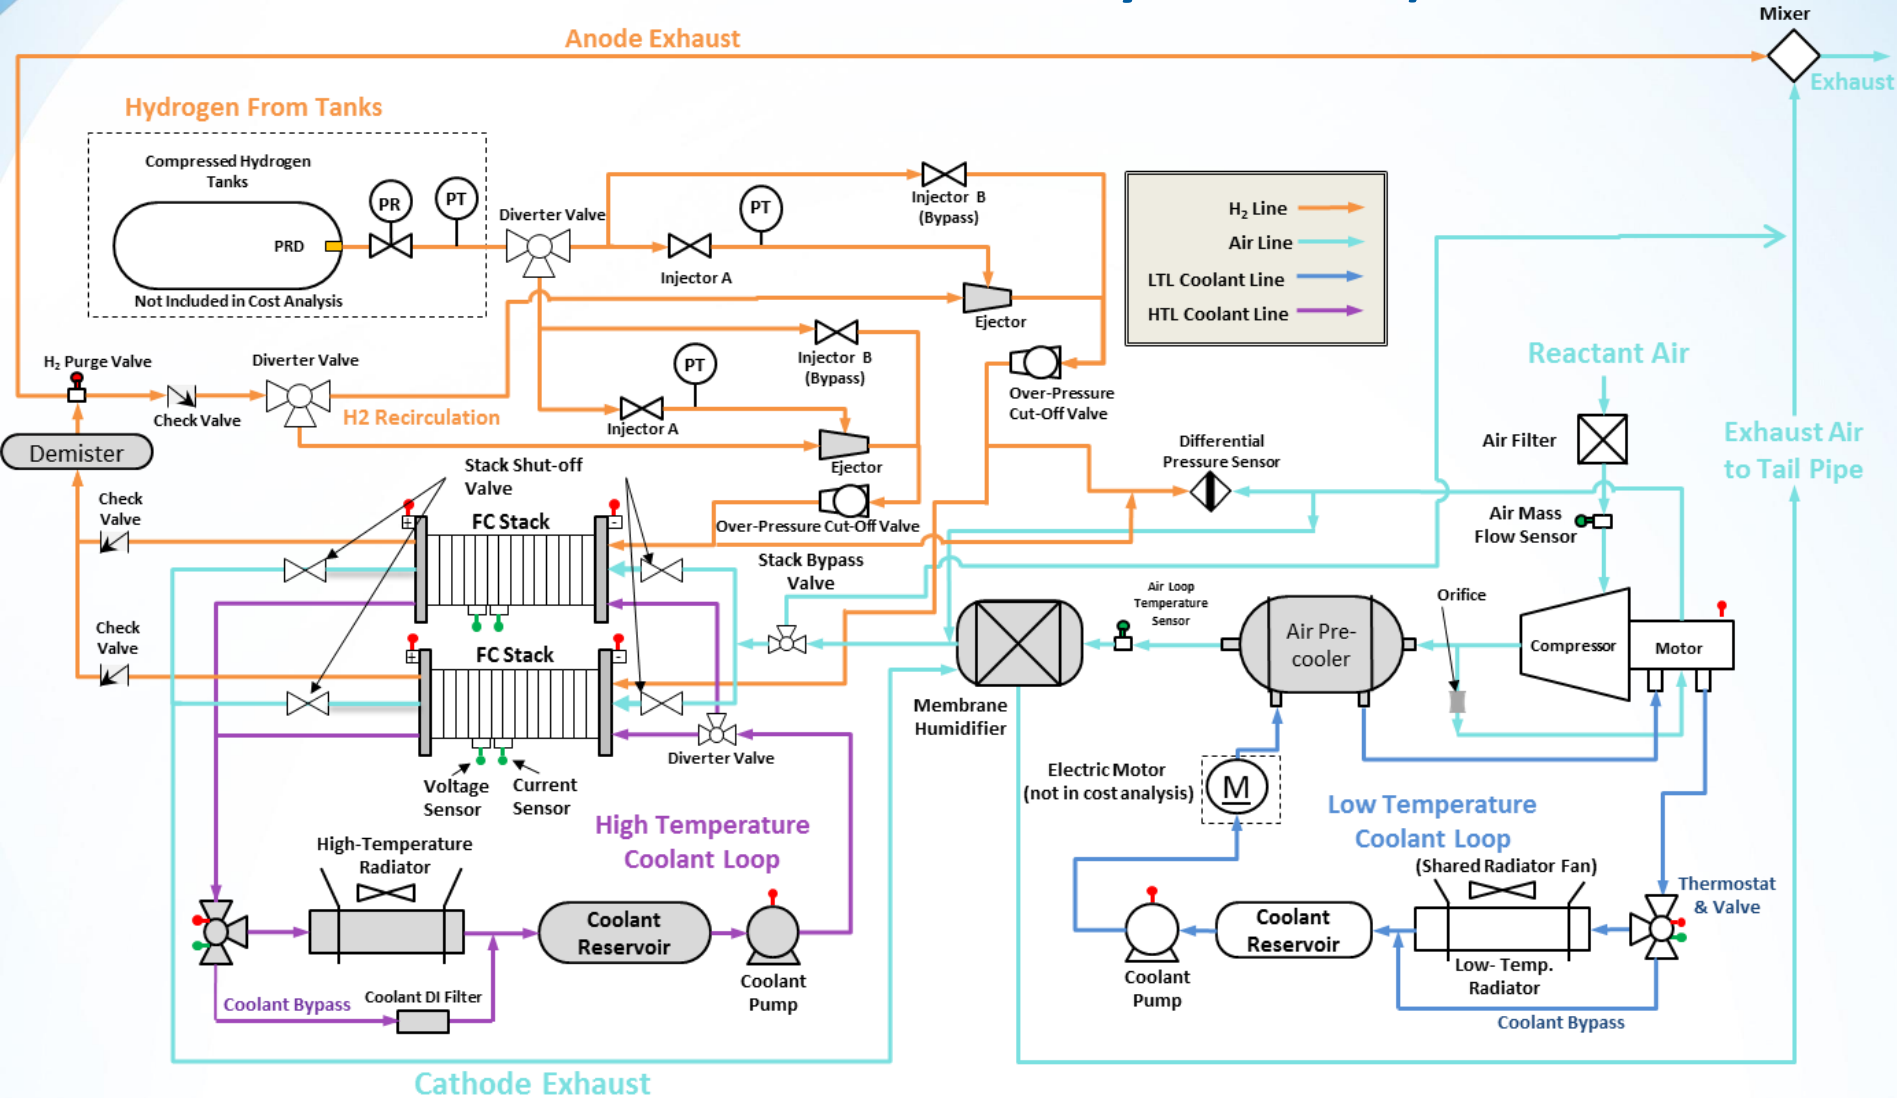 Mixer
Anode Exhaust
Exhaust
Hydrogen From Tanks
Compressed Hydrogen
Tanks
PR
PT
PRD
Not Included in Cost Analysis
Diverter Valve
PT
Injector A
Injector B
(Bypass)
Ejector
H₂ Line
Air Line
LTL Coolant Line
HTL Coolant Line
H₂ Purge Valve
Diverter Valve
Check Valve
H2 Recirculation
PT
Injector B
(Bypass)
Injector A
Ejector
Over-Pressure
Cut-Off Valve
Reactant Air
Air Filter
Exhaust Air
to Tail Pipe
Differential
Pressure Sensor
Air Mass
Flow Sensor
Demister
Stack Shut-off
Valve
Over-Pressure Cut-Off Valve
Check
Valve
+
FC Stack
-
Stack Bypass
Valve
Air Loop
Temperature
Sensor
Orifice
Air Pre-
cooler
Compressor
Motor
Check
Valve
+
FC Stack
-
Membrane
Humidifier
Diverter Valve
Voltage
Sensor
Current
Sensor
Electric Motor
(not in cost analysis)
M
High Temperature
Coolant Loop
Low Temperature
Coolant Loop
(Shared Radiator Fan)
High-Temperature
Radiator
Thermostat
& Valve
Coolant
Reservoir
Coolant
Pump
Coolant
Pump
Coolant
Reservoir
Low- Temp.
Radiator
Coolant Bypass
Coolant DI Filter
Coolant Bypass
Cathode Exhaust